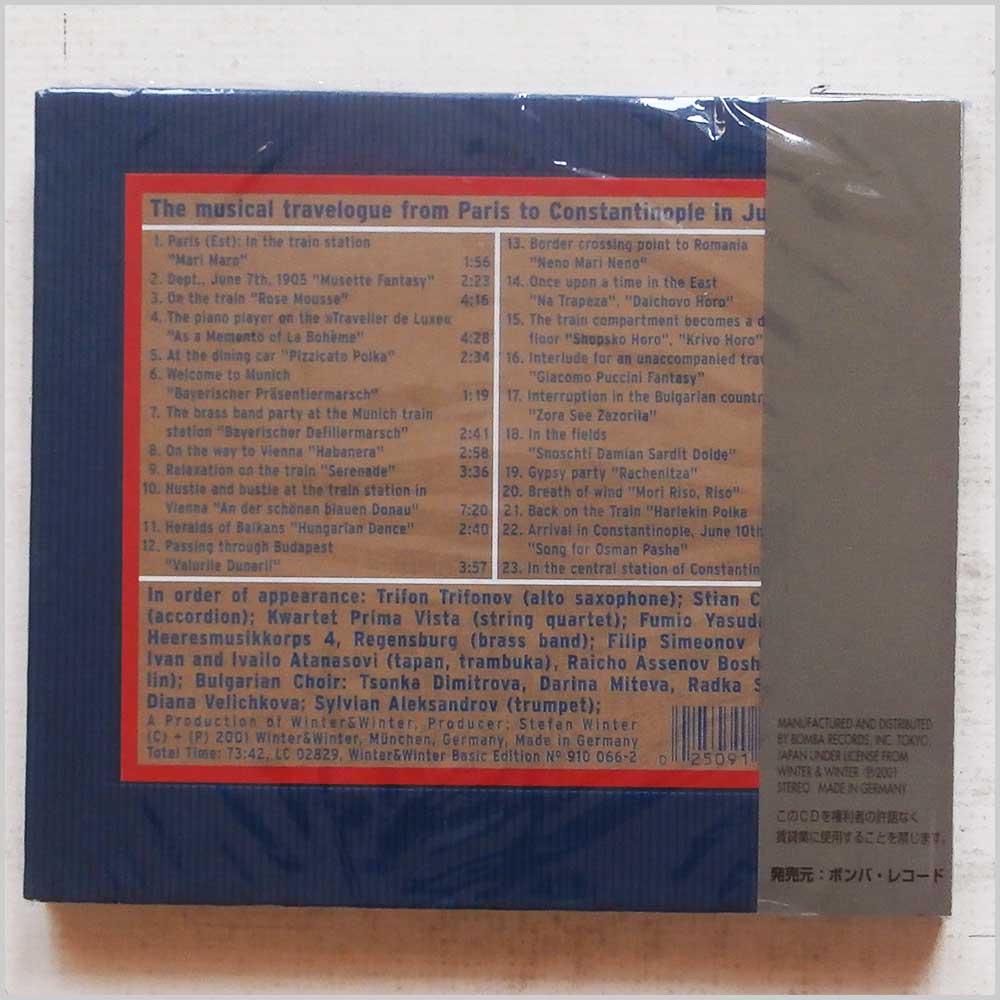 The musical travelogue from Paris to Constantinople in Ju
1. Paris (Est): In the train station
"Mari Maro" 1:56
2. Dept., June 7th, 1905 "Musette Fantasy" 2:23
3. On the train "Rose Mousse" 4:16
4. The piano player on the »Traveller de Luxe«
"As a Memento of La Bohème" 4:28
5. At the dining car "Pizzicato Polka" 2:34
6. Welcome to Munich
"Bayerischer Präsentiermarsch" 1:19
7. The brass band party at the Munich train
station "Bayerischer Defiliermarsch" 2:41
8. On the way to Vienna "Habanera" 2:58
9. Relaxation on the train "Serenade" 3:36
10. Hustle and bustle at the train station in
Vienna "An der schönen blauen Donau" 7:20
11. Heralds of Balkans "Hungarian Dance" 2:40
12. Passing through Budapest
"Valurile Dunarii" 3:57
13. Border crossing point to Romania
"Neno Mari Neno"
14. Once upon a time in the East
"Na Trapeza", "Daichovo Horo"
15. The train compartment becomes a d
floor "Shopsko Horo", "Krivo Horo"
16. Interlude for an unaccompanied trav
"Giacomo Puccini Fantasy"
17. Interruption in the Bulgarian countr
"Zora See Zazorila"
18. In the fields
"Snoschti Damian Sardit Doide"
19. Gypsy party "Rachenitza"
20. Breath of wind "Mori Riso, Riso"
21. Back on the Train "Harlekin Polka
22. Arrival in Constantinople, June 10th
"Song for Osman Pasha"
23. In the central station of Constantin
In order of appearance: Trifon Trifonov (alto saxophone); Stian C
(accordion); Kwartet Prima Vista (string quartet); Fumio Yasuda
Heeresmusikkorps 4, Regensburg (brass band); Filip Simeonov (
Ivan and Ivailo Atanasovi (tapan, trambuka), Raicho Assenov Bosh
lin); Bulgarian Choir: Tsonka Dimitrova, Darina Miteva, Radka S
Diana Velichkova; Sylvian Aleksandrov (trumpet);
A Production of Winter&Winter, Producer: Stefan Winter
(C) + (P) 2001 Winter&Winter, München, Germany, Made in Germany
Total Time: 73:42, LC 02829, Winter&Winter Basic Edition Nº 910 066-2
0 25091
MANUFACTURED AND DISTRIBUTED
BY BOMBA RECORDS, INC. TOKYO
JAPAN UNDER LICENSE FROM
WINTER & WINTER ℗2001
STEREO MADE IN GERMANY
このCDを権利者の許諾なく
賃貸業に使用することを禁じます。
発売元：ボンバ・レコード